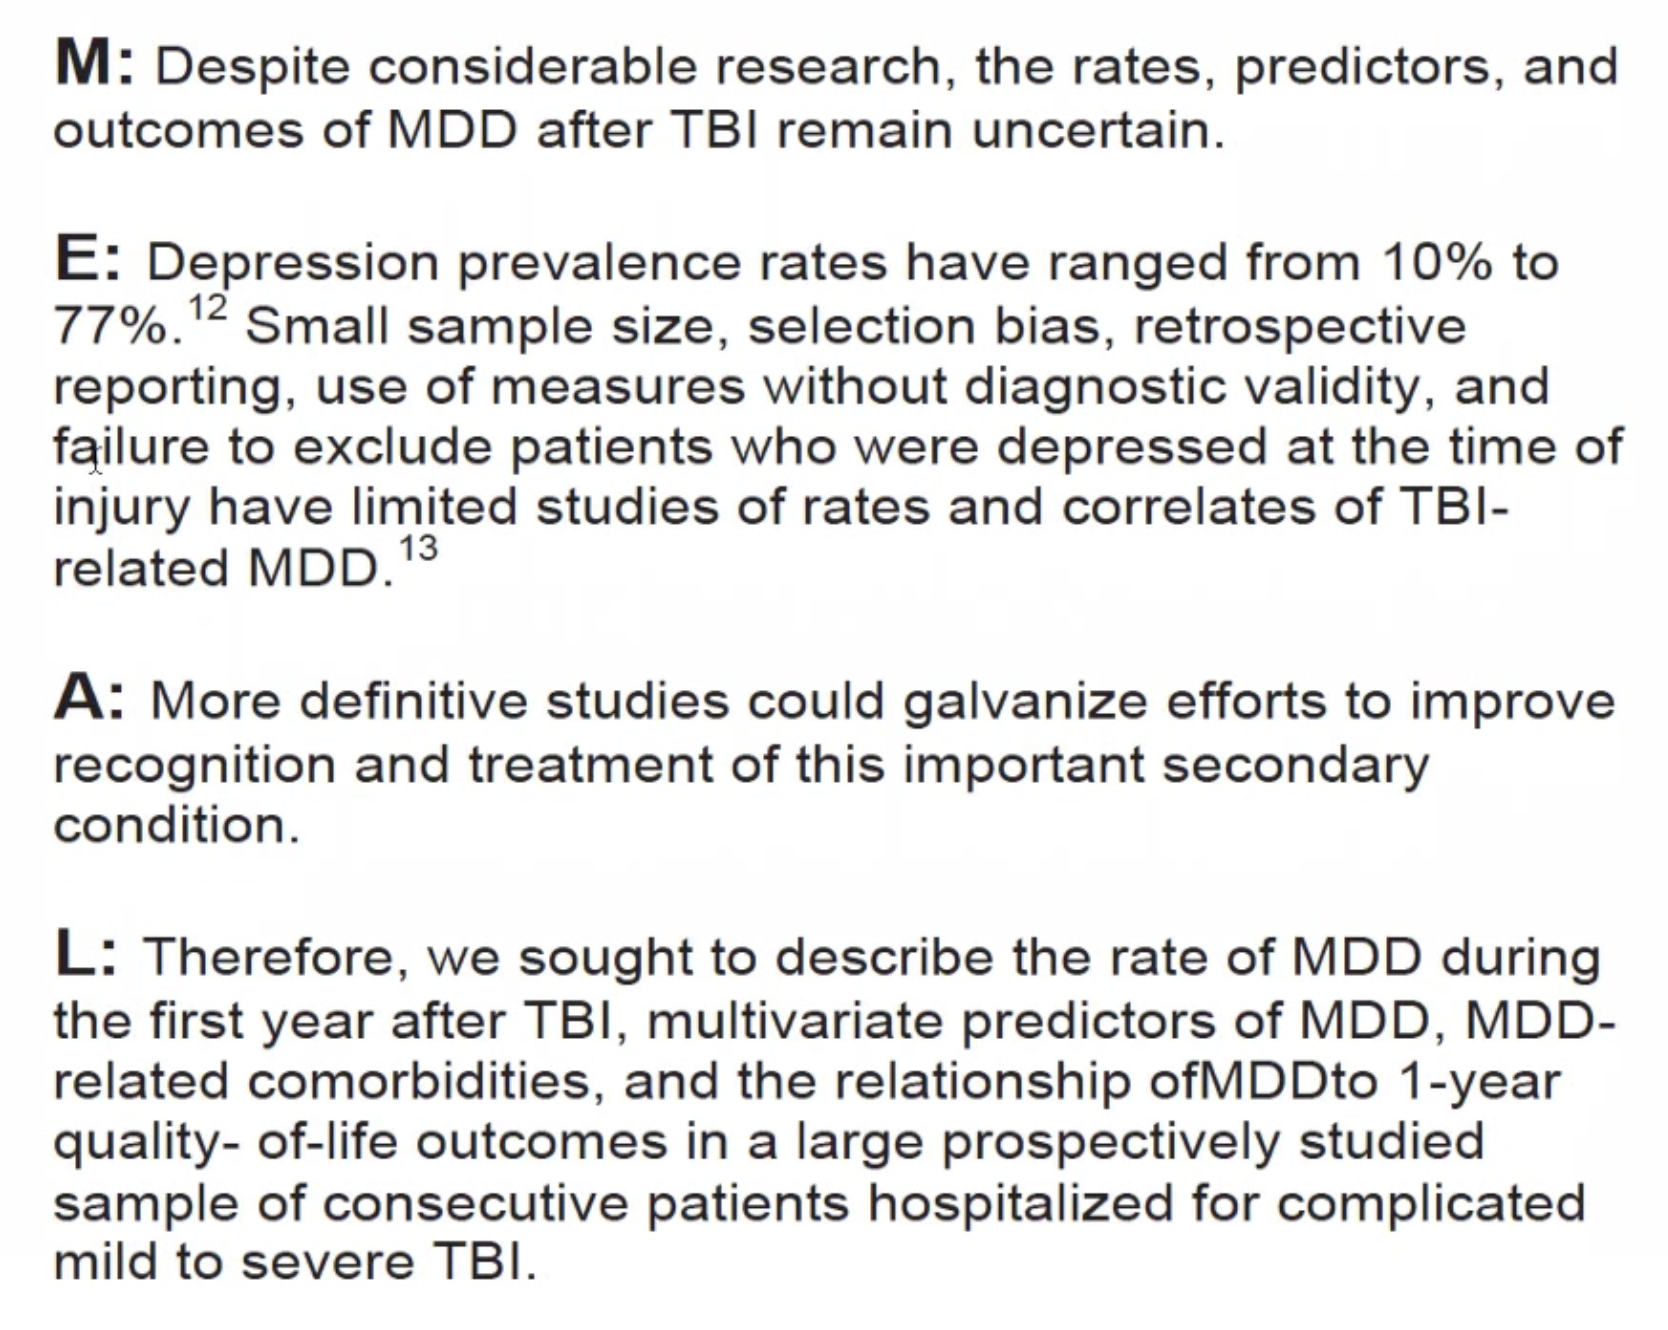 M: Despite considerable research, the rates, predictors, and
outcomes of MDD after TBI remain uncertain.
E: Depression prevalence rates have ranged from 10% to
77%.12 Small sample size, selection bias, retrospective
reporting, use of measures without diagnostic validity, and
failure to exclude patients who were depressed at the time of
injury have limited studies of rates and correlates of TBI-
related MDD.13
A: More definitive studies could galvanize efforts to improve
recognition and treatment of this important secondary
condition.
L: Therefore, we sought to describe the rate of MDD during
the first year after TBI, multivariate predictors of MDD, MDD-
related comorbidities, and the relationship ofMDDto 1-year
quality- of-life outcomes in a large prospectively studied
sample of consecutive patients hospitalized for complicated
mild to severe TBI.